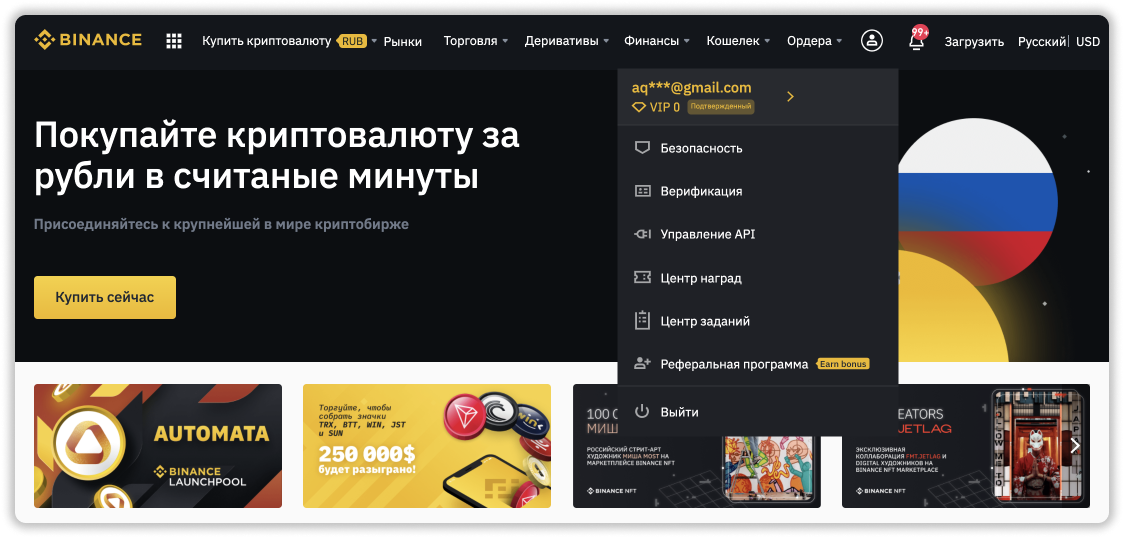 BINANCE
Купить криптовалюту RUB
Рынки
Торговля
Деривативы
Финансы
Кошелек
Ордера
99+
Загрузить
Русский
USD
aq***@gmail.com
VIP 0 Подтвержденный
Безопасность
Верификация
Управление API
Центр наград
Центр заданий
Реферальная программа Earn bonus
Выйти
Покупайте криптовалюту за
рубли в считаные минуты
Присоединяйтесь к крупнейшей в мире криптобирже
Купить сейчас
AUTOMATA
BINANCE
LAUNCHPOOL
Торгуйте, чтобы
собрать значки
TRX, BTT, WIN, JST
и SUN
250 000$
будет разыграно!
WIN
100
МИШ
РОССИЙСКИЙ СТРИТ-АРТ
ХУДОЖНИК МИША MOST НА
МАРКЕТПЛЕЙСЕ BINANCE NFT
BINANCE NFT
EATORS
JETLAG
ЭКСКЛЮЗИВНАЯ
КОЛЛАБОРАЦИЯ FMT.JETLAG И
DIGITAL ХУДОЖНИКОВ НА
BINANCE NFT MARKETPLACE
BINANCE NFT